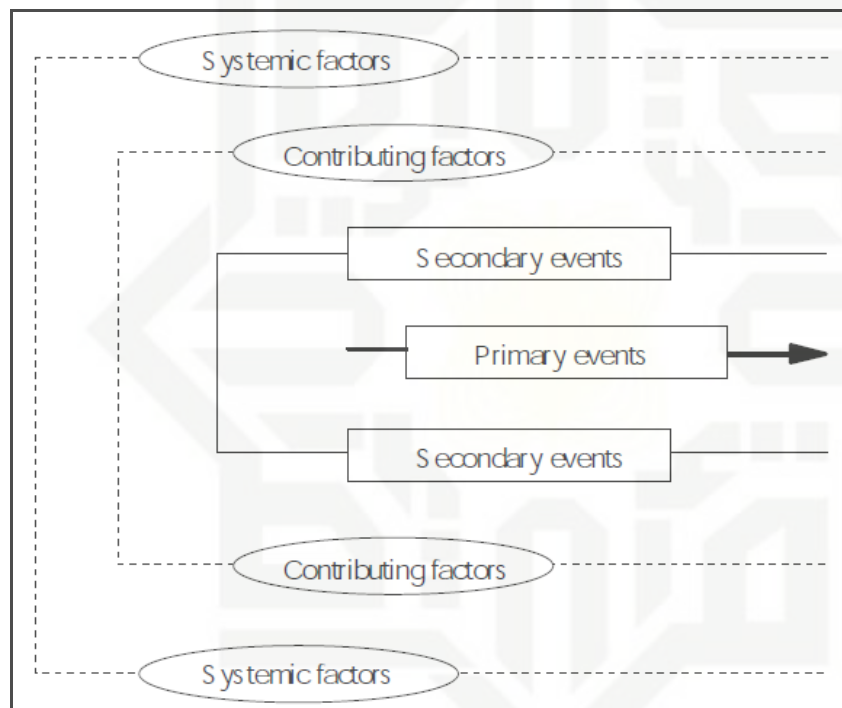 Systemic factors
Contributing factors
Secondary events
Primary events
Secondary events
Contributing factors
Systemic factors